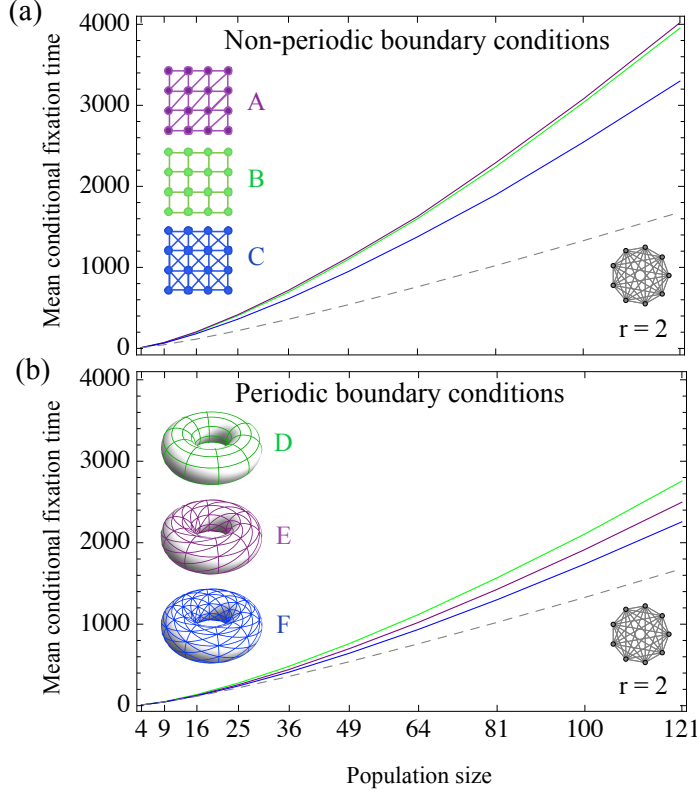 (a)
Non-periodic boundary conditions
Mean conditional fixation time
4000
3000
2000
1000
0
A
B
C
r = 2
(b)
Periodic boundary conditions
Mean conditional fixation time
4000
3000
2000
1000
0
D
E
F
r = 2
4 9 16 25 36 49 64 81 100 121
Population size